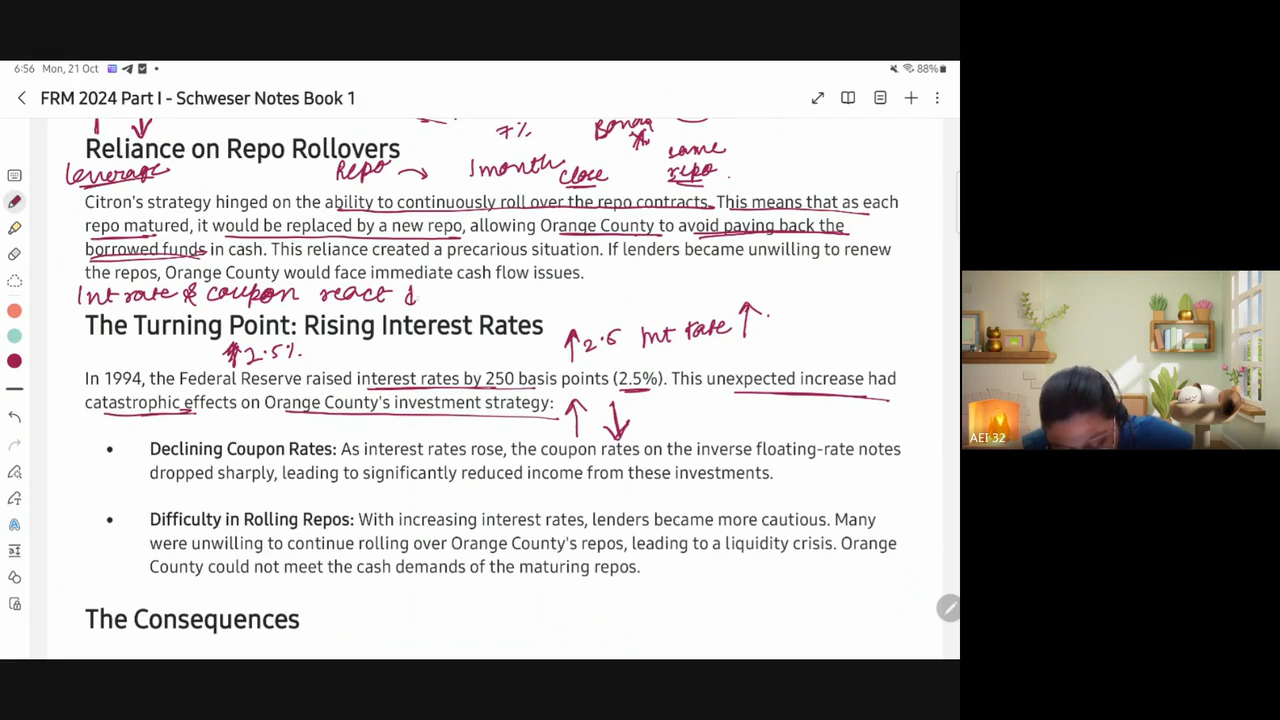 6:56 Mon, 21 Oct
88%
FRM 2024 Part I - Schweser Notes Book 1
7%
Reliance on Repo Rollovers
same
leverage
Repo
1month
close
repo
Citron's strategy hinged on the ability to continuously roll over the repo contracts. This means that as each
repo matured, it would be replaced by a new repo, allowing Orange County to avoid paying back the
borrowed funds in cash. This reliance created a precarious situation. If lenders became unwilling to renew
the repos, Orange County would face immediate cash flow issues.
Int rate & coupon react
The Turning Point: Rising Interest Rates
2.5 Int rate
2.5%
In 1994, the Federal Reserve raised interest rates by 250 basis points (2.5%). This unexpected increase had
catastrophic effects on Orange County's investment strategy:
• Declining Coupon Rates: As interest rates rose, the coupon rates on the inverse floating-rate notes
dropped sharply, leading to significantly reduced income from these investments.
• Difficulty in Rolling Repos: With increasing interest rates, lenders became more cautious. Many
were unwilling to continue rolling over Orange County's repos, leading to a liquidity crisis. Orange
County could not meet the cash demands of the maturing repos.
The Consequences
AEI 32